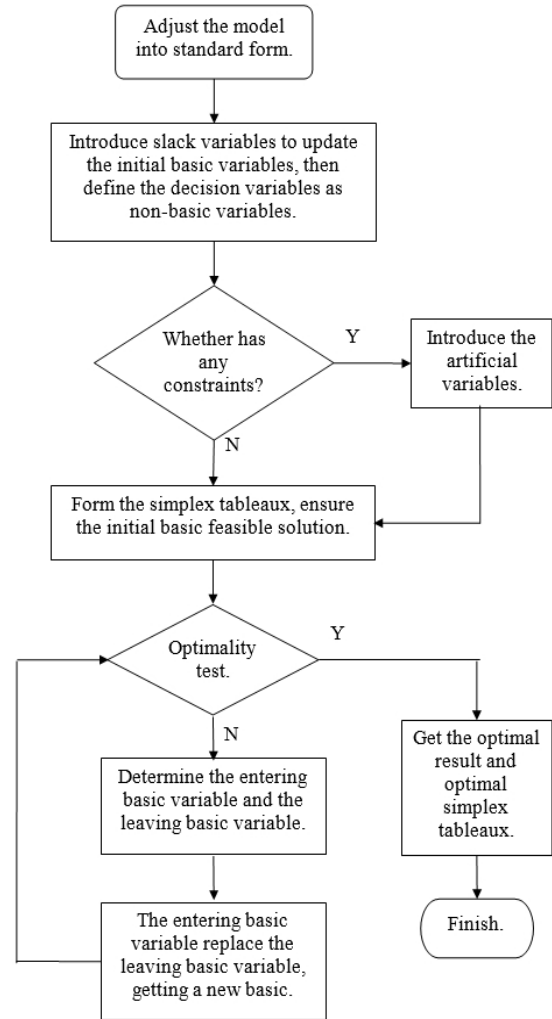 Adjust the model
into standard form.
Introduce slack variables to update
the initial basic variables, then
define the decision variables as
non-basic variables.
Whether has
any
constraints?
Y
Introduce the
artificial
variables.
N
Form the simplex tableaux, ensure
the initial basic feasible solution.
Optimality
test.
Y
N
Determine the entering
basic variable and the
leaving basic variable.
Get the optimal
result and
optimal
simplex
tableaux.
The entering basic
variable replace the
leaving basic variable,
getting a new basic.
Finish.